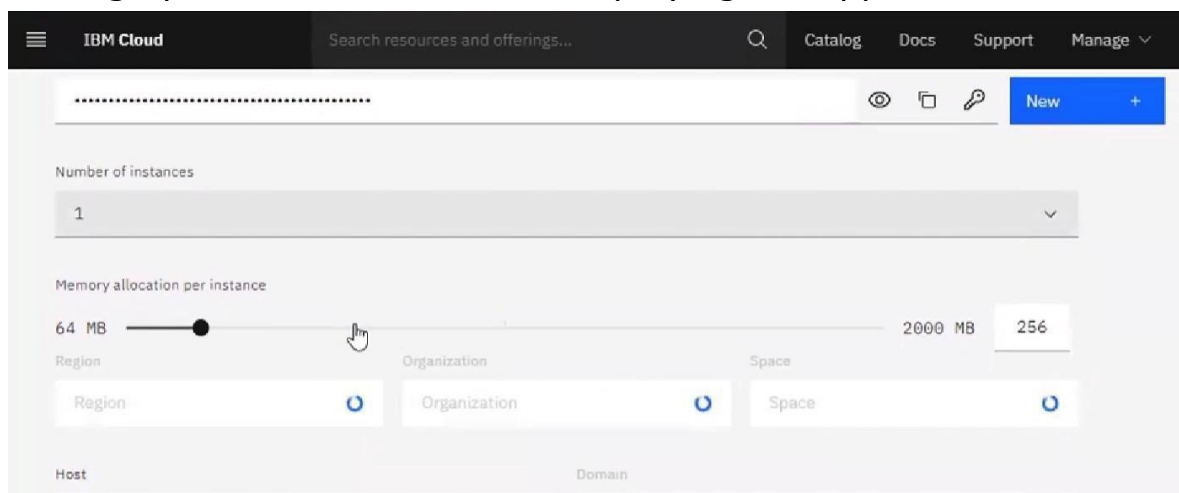 IBM Cloud Search resources and offerings... Catalog Docs Support Manage
•••••••••••••••••••••••••••••••••••••••••••• New +
Number of instances
1
Memory allocation per instance
64 MB 2000 MB 256
Region Organization Space
Region Organization Space
Host Domain